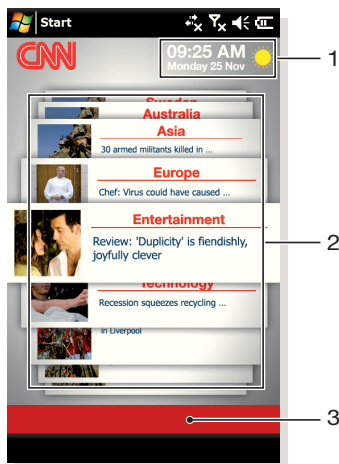 Start
CNN
09:25 AM
Monday 25 Nov
1
Sweden
Australia
Asia
30 armed militants killed in ...
Europe
Chef: Virus could have caused ...
Entertainment
Review: 'Duplicity' is fiendishly,
joyfully clever
2
Technology
Recession squeezes recycling ...
in Liverpool
3